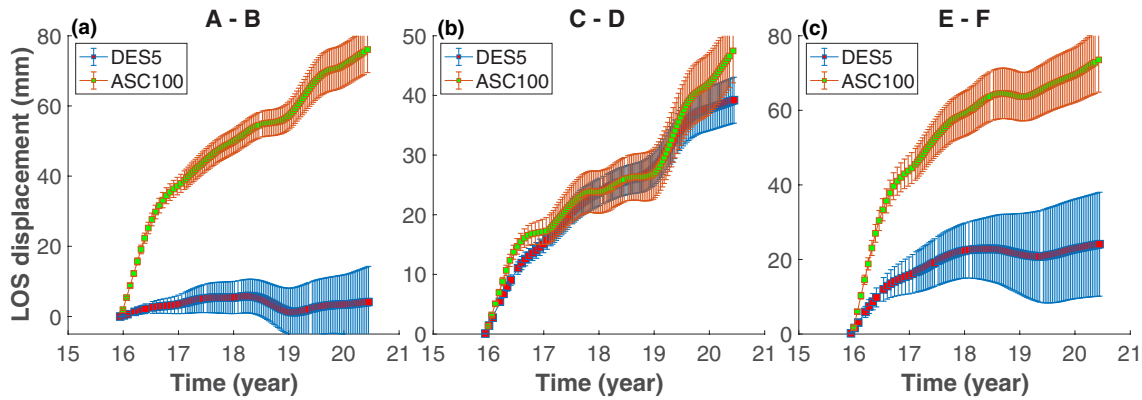 (a) A - B
DES5
ASC100
LOS displacement (mm)
80
60
40
20
0
15 16 17 18 19 20 21
Time (year)
(b) C - D
DES5
ASC100
50
40
30
20
10
0
15 16 17 18 19 20 21
Time (year)
(c) E - F
DES5
ASC100
80
60
40
20
0
15 16 17 18 19 20 21
Time (year)